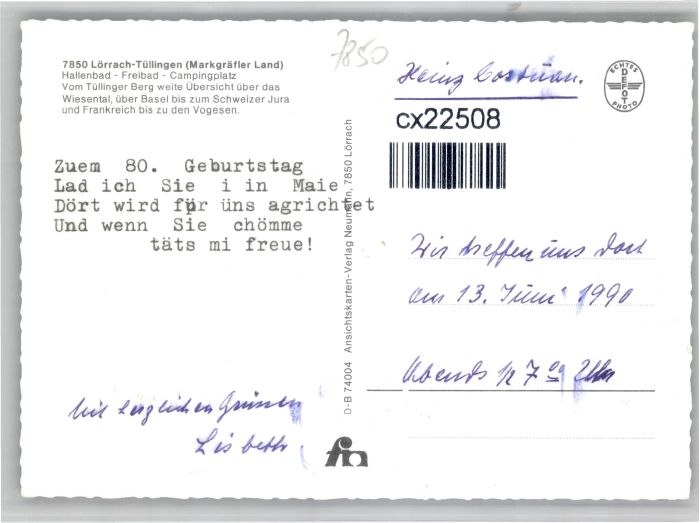 7850 Lörrach-Tüllingen (Markgräfler Land)
Hallenbad - Freibad - Campingplatz
Vom Tüllinger Berg weite Übersicht über das
Wiesental, über Basel bis zum Schweizer Jura
und Frankreich bis zu den Vogesen.
7850
Heinz
ECHTES
DEFOT
PHOTO
cx22508
Zuem 80. Geburtstag
Lad ich Sie i in Maie
Dört wird für üns agrichtet
Und wenn Sie chömme
täts mi freue!
Mit herzlichen Grüssen
Lisbeth.
D-B 74004 Ansichtskarten-Verlag Neumann, 7850 Lörrach
Wir treffen uns dort
am 13. Juni 1990
Abends 1/2 7 00 Uhr